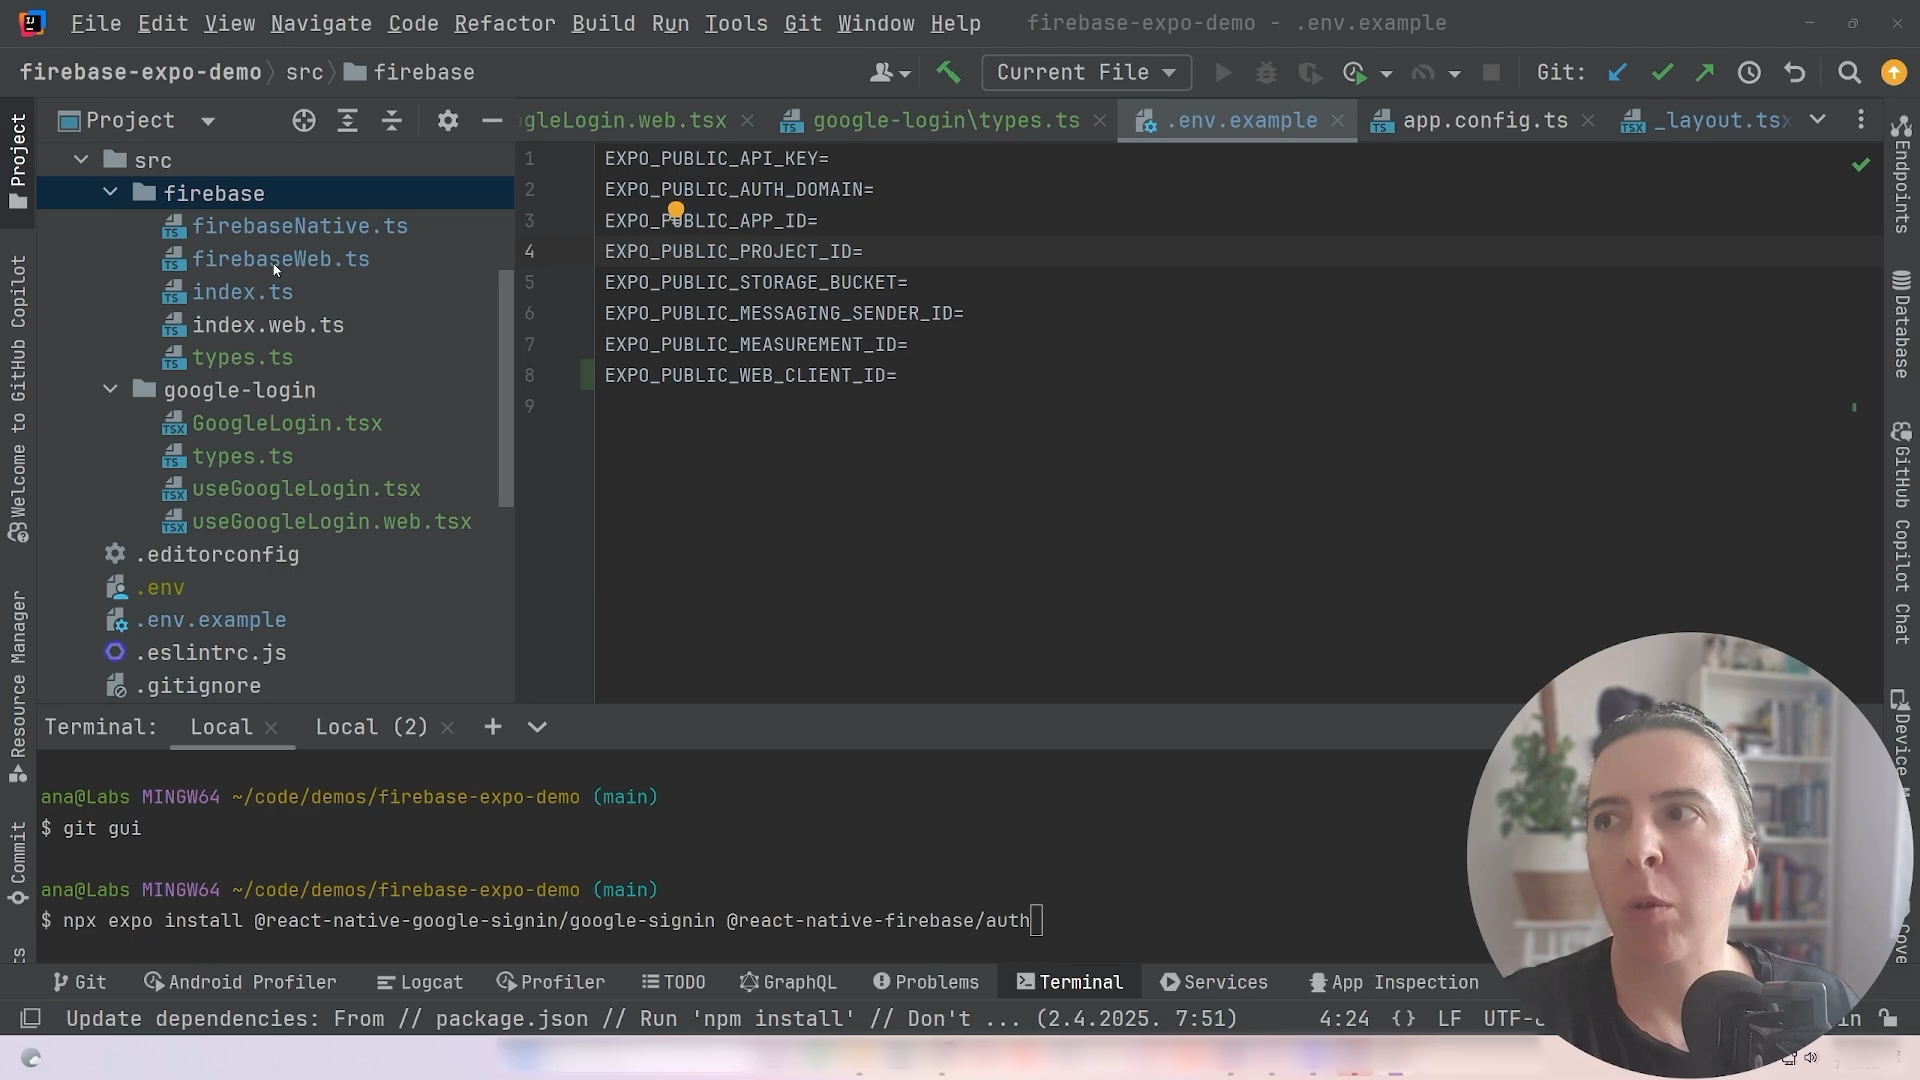 File Edit View Navigate Code Refactor Build Run Tools Git Window Help firebase-expo-demo - .env.example
firebase-expo-demo src firebase
Current File
Git:
Project
gleLogin.web.tsx
google-login\types.ts
.env.example
app.config.ts
_layout.tsx
src
firebase
firebaseNative.ts
firebaseWeb.ts
index.ts
index.web.ts
types.ts
google-login
GoogleLogin.tsx
types.ts
useGoogleLogin.tsx
useGoogleLogin.web.tsx
.editorconfig
.env
.env.example
.eslintrc.js
.gitignore
1 EXPO_PUBLIC_API_KEY=
2 EXPO_PUBLIC_AUTH_DOMAIN=
3 EXPO_PUBLIC_APP_ID=
4 EXPO_PUBLIC_PROJECT_ID=
5 EXPO_PUBLIC_STORAGE_BUCKET=
6 EXPO_PUBLIC_MESSAGING_SENDER_ID=
7 EXPO_PUBLIC_MEASUREMENT_ID=
8 EXPO_PUBLIC_WEB_CLIENT_ID=
9
Project
Welcome to GitHub Copilot
Resource Manager
Commit
Endpoints
Database
GitHub Copilot Chat
Device M
Terminal: Local Local (2)
ana@Labs MINGW64 ~/code/demos/firebase-expo-demo (main)
$ git gui
ana@Labs MINGW64 ~/code/demos/firebase-expo-demo (main)
$ npx expo install @react-native-google-signin/google-signin @react-native-firebase/auth
Git Android Profiler Logcat Profiler TODO GraphQL Problems Terminal Services App Inspection
Update dependencies: From // package.json // Run 'npm install' // Don't ... (2.4.2025. 7:51) 4:24 {} LF UTF-